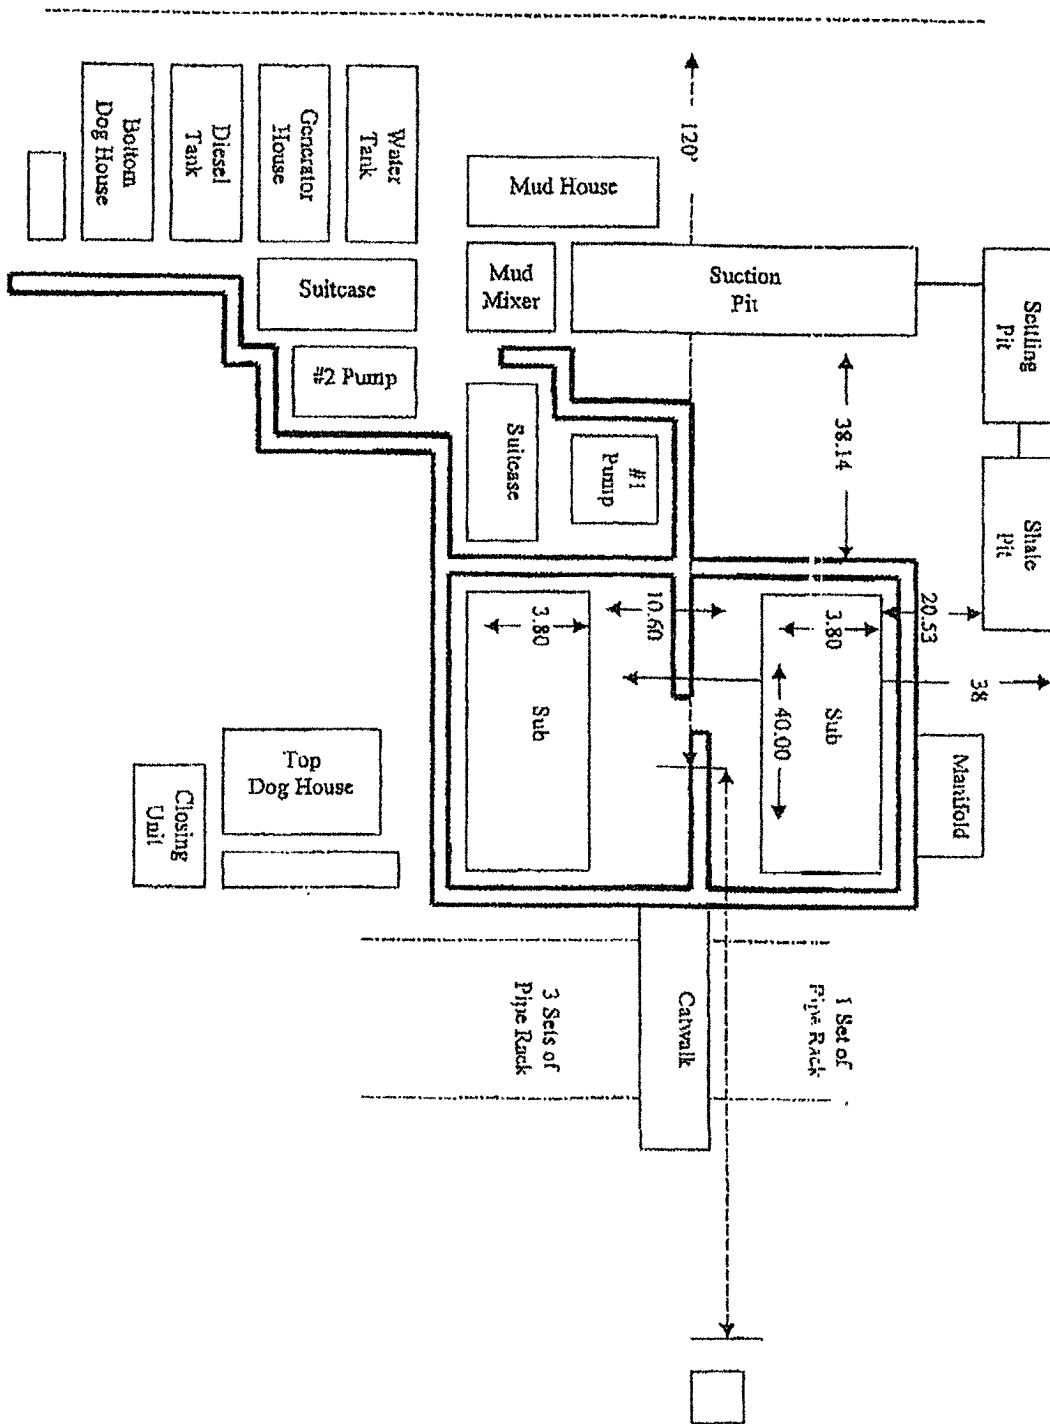 Bottom
Dog House
Diesel
Tank
Generator
House
Water
Tank
120'
Mud House
Suitcase
Mud
Mixer
Suction
Pit
Settling
Pit
#2 Pump
Suitcase
#1
Pump
38.14
Shale
Pit
3.80
Sub
10.60
3.80
40.00
Sub
20.53
38
Manifold
Top
Dog House
Closing
Unit
3 Sets of
Pipe Rack
Catwalk
1 Set of
Pipe Rack